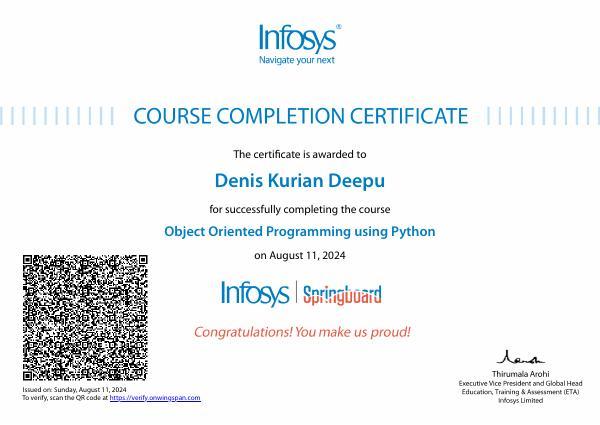 Infosys®
Navigate your next
COURSE COMPLETION CERTIFICATE
The certificate is awarded to
Denis Kurian Deepu
for successfully completing the course
Object Oriented Programming using Python
on August 11, 2024
Infosys | Springboard
Congratulations! You make us proud!
Issued on: Sunday, August 11, 2024
To verify, scan the QR code at https://verify.onwingspan.com
Thirumala Arohi
Executive Vice President and Global Head
Education, Training & Assessment (ETA)
Infosys Limited